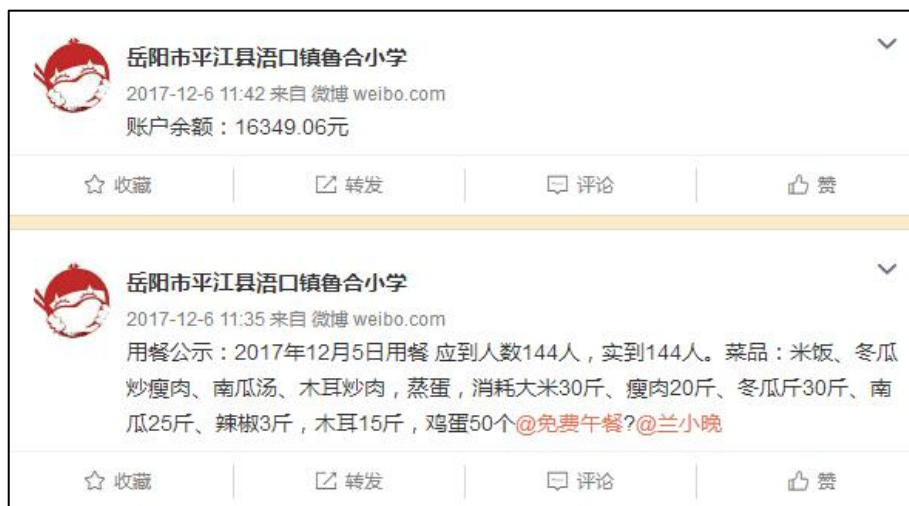 岳阳市平江县浯口镇鲁合小学
2017-12-6 11:42 来自 微博 weibo.com
账户余额：16349.06元
收藏 转发 评论 赞
岳阳市平江县浯口镇鲁合小学
2017-12-6 11:35 来自 微博 weibo.com
用餐公示：2017年12月5日用餐 应到人数144人，实到144人。菜品：米饭、冬瓜
炒瘦肉、南瓜汤、木耳炒肉，蒸蛋，消耗大米30斤、瘦肉20斤、冬瓜斤30斤、南
瓜25斤、辣椒3斤，木耳15斤，鸡蛋50个@免费午餐?@兰小晚
收藏 转发 评论 赞